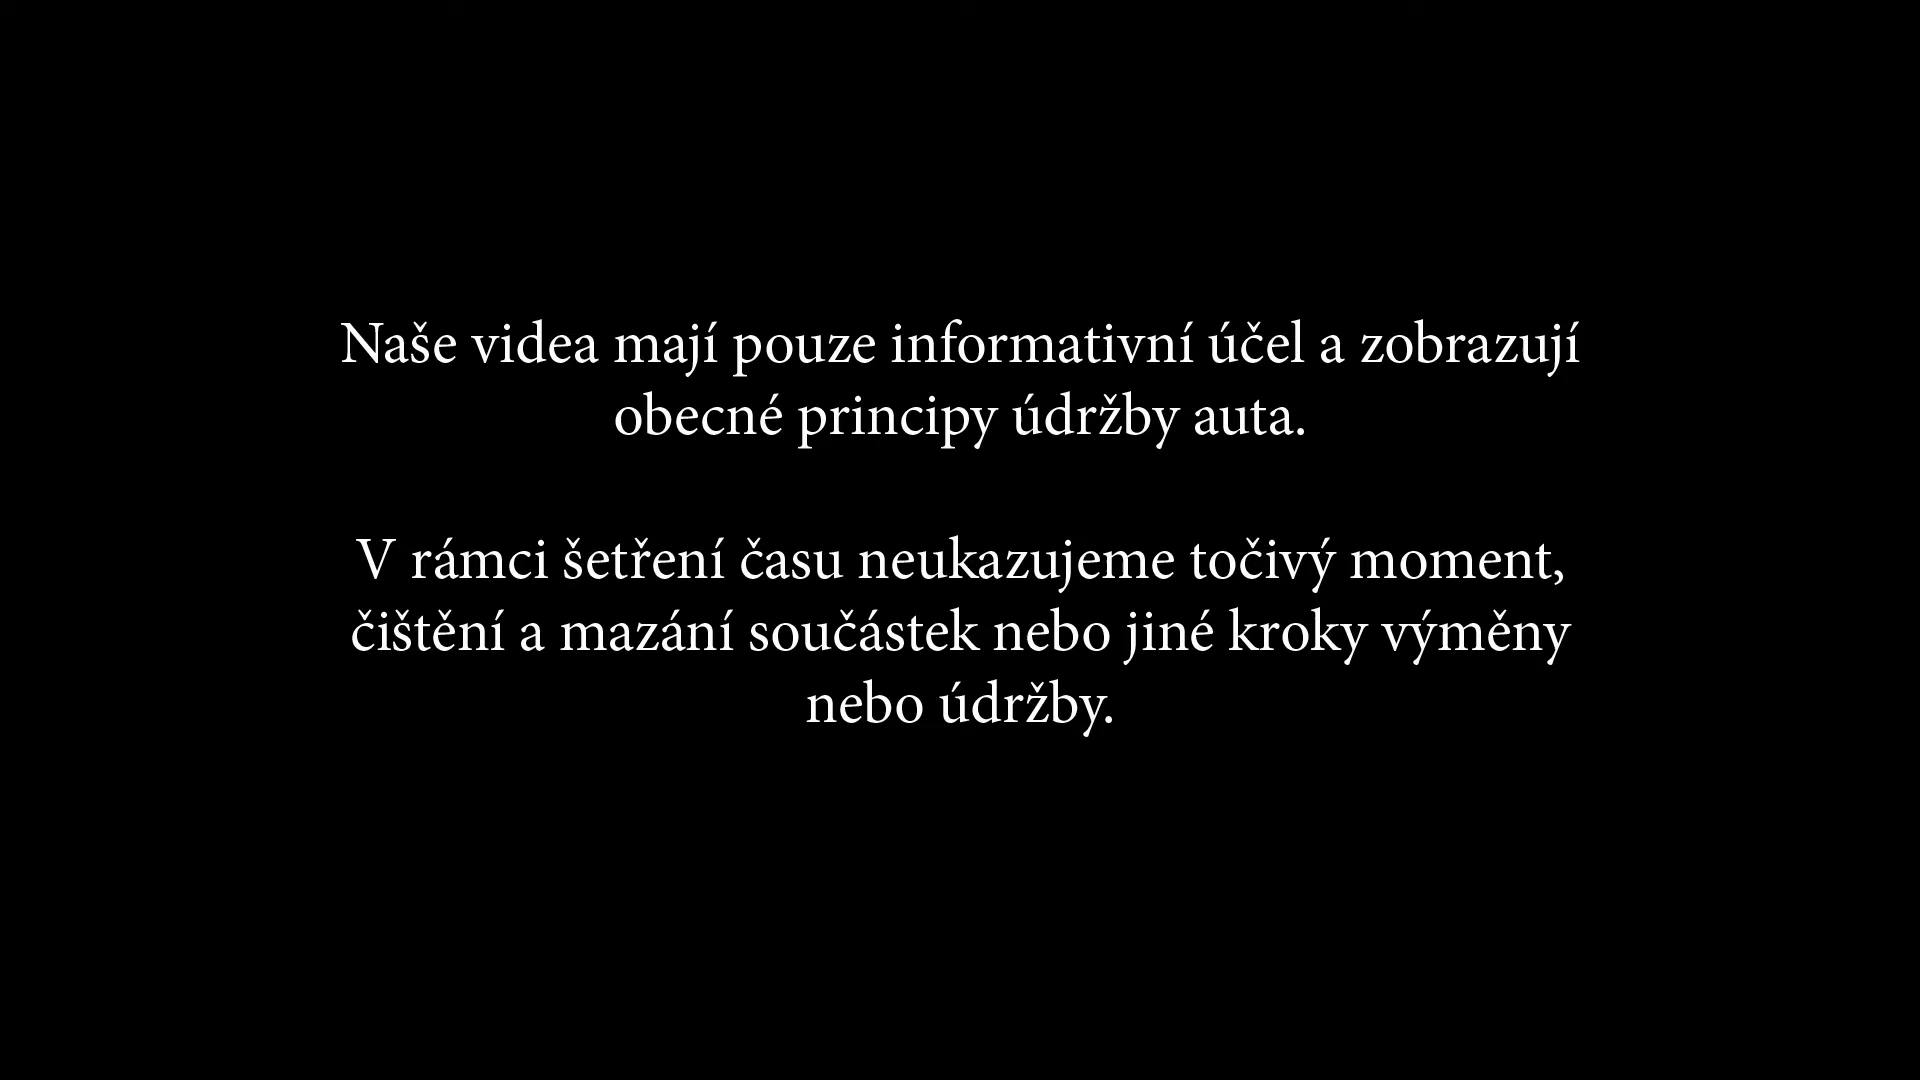 Naše videa mají pouze informativní účel a zobrazují
obecné principy údržby auta.
V rámci šetření času neukazujeme točivý moment,
čištění a mazání součástek nebo jiné kroky výměny
nebo údržby.